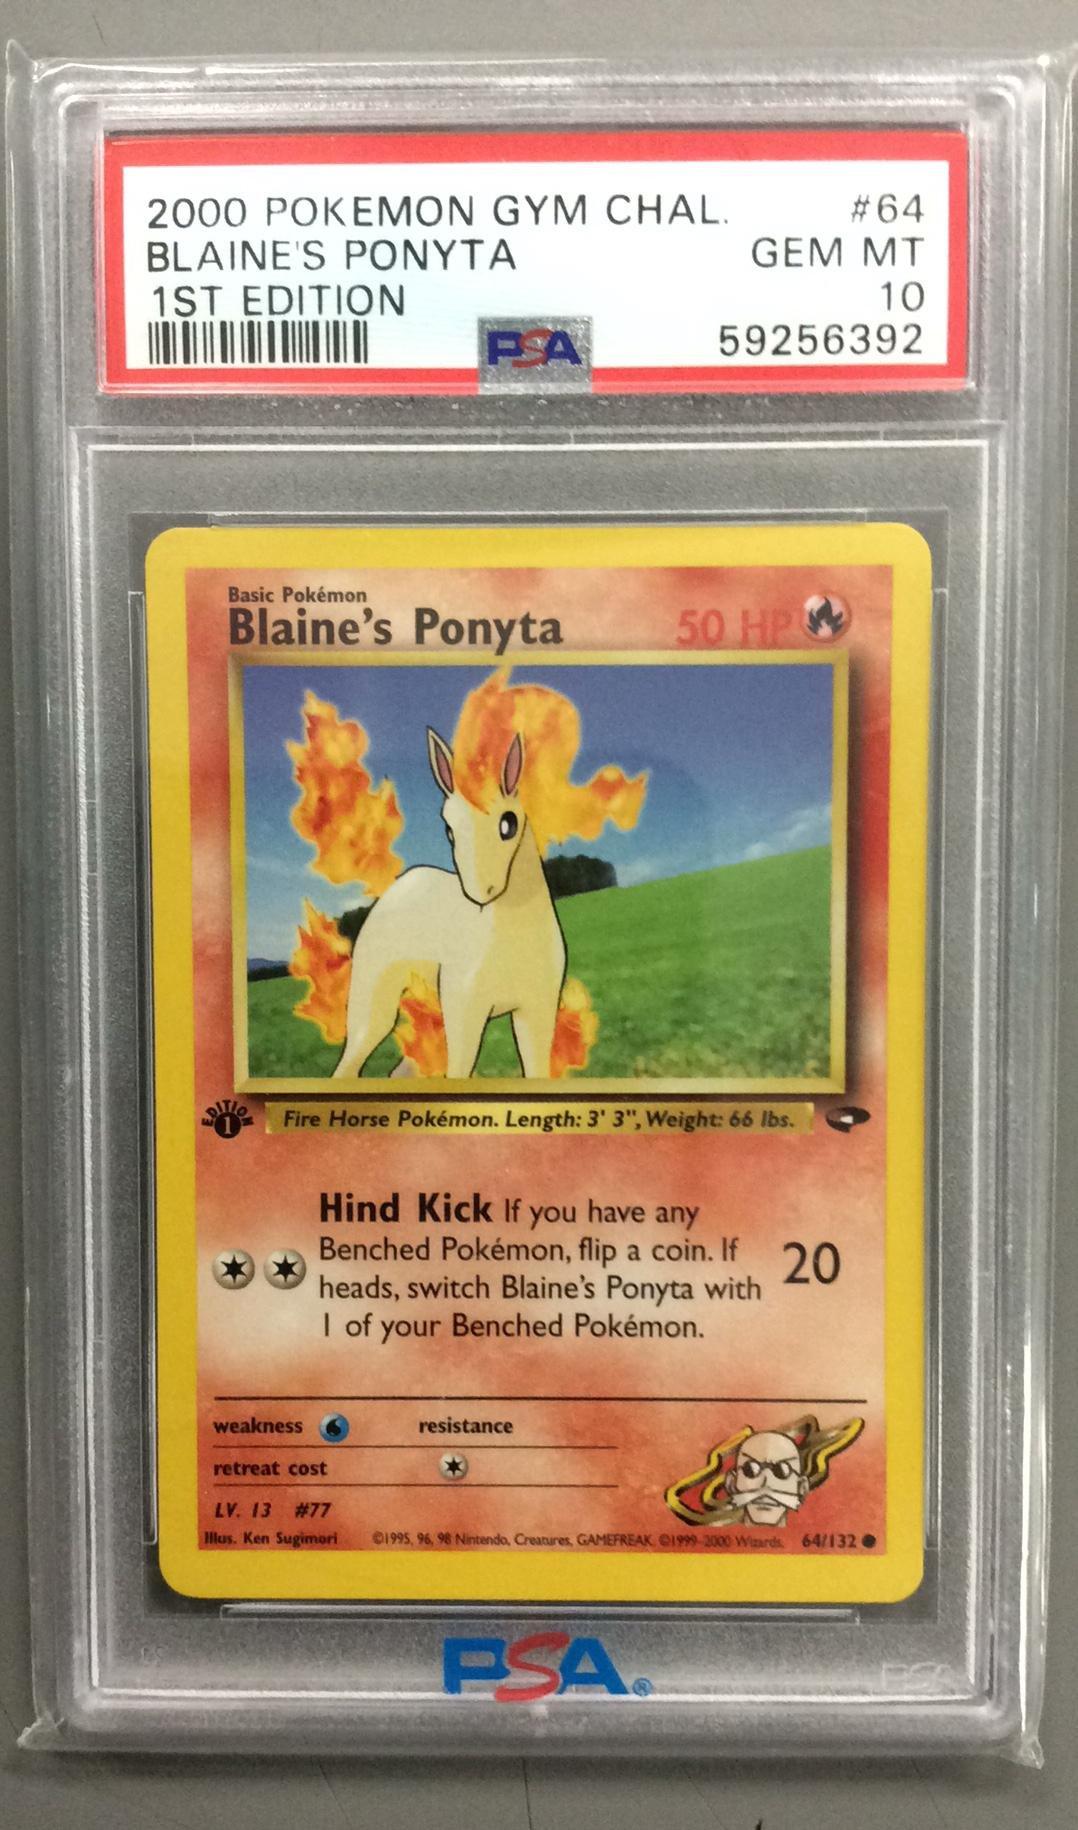 2000 POKEMON GYM CHAL. #64
BLAINE'S PONYTA GEM MT
1ST EDITION 10
59256392
PSA
Basic Pokémon
Blaine's Ponyta 50 HP
EDITION 1
Fire Horse Pokémon. Length: 3' 3", Weight: 66 lbs.
Hind Kick If you have any
Benched Pokémon, flip a coin. If
heads, switch Blaine's Ponyta with
1 of your Benched Pokémon.
20
weakness resistance
retreat cost
LV. 13 #77
Illus. Ken Sugimori ©1995, 96, 98 Nintendo, Creatures, GAMEFREAK. ©1999-2000 Wizards. 64/132
PSA®